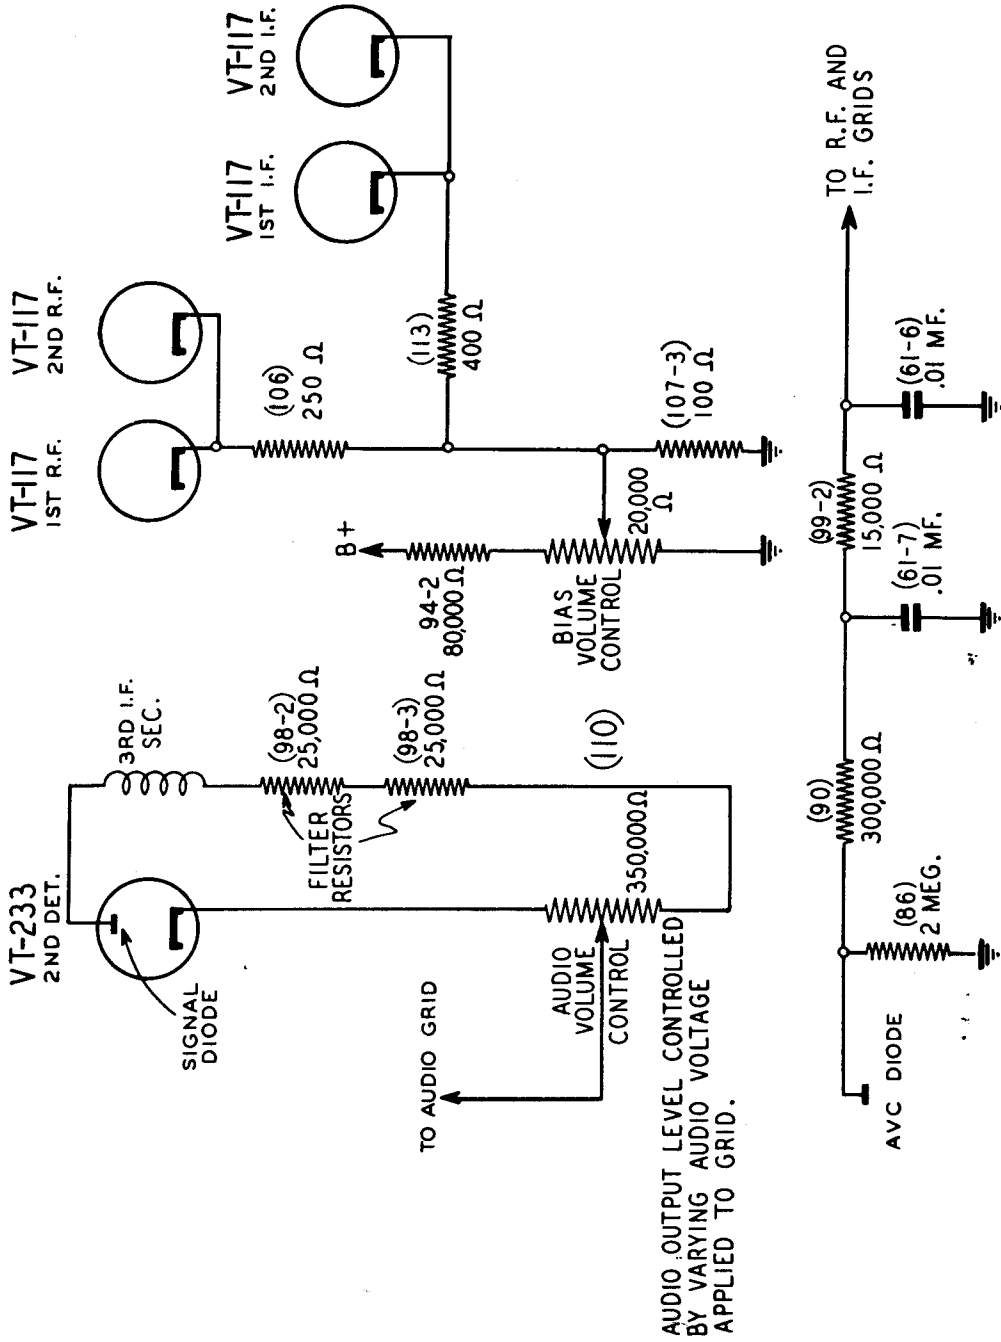 VT-233
2ND DET.
SIGNAL
DIODE
3RD I.F.
SEC.
FILTER
RESISTORS
(98-2)
25,000 Ω
(98-3)
25,000 Ω
TO AUDIO GRID
AUDIO
VOLUME
CONTROL
350,000Ω
(110)
AUDIO OUTPUT LEVEL CONTROLLED
BY VARYING AUDIO VOLTAGE
APPLIED TO GRID.
VT-117
1ST R.F.
VT-117
2ND R.F.
(106)
250 Ω
B+
94-2
80,000Ω
BIAS
VOLUME
CONTROL
20,000
Ω
(107-3)
100 Ω
(113)
400 Ω
VT-117
1ST I.F.
VT-117
2ND I.F.
AVC DIODE
(86)
2 MEG.
(90)
300,000Ω
(61-7)
.01 MF.
(99-2)
15,000 Ω
(61-6)
.01 MF.
TO R.F. AND
I.F. GRIDS